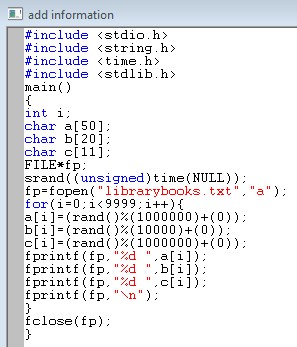 add information
#include <stdio.h>
#include <string.h>
#include <time.h>
#include <stdlib.h>
main()
{
int i;
char a[50];
char b[20];
char c[11];
FILE*fp;
srand((unsigned)time(NULL));
fp=fopen("librarybooks.txt","a");
for(i=0;i<9999;i++){
a[i]=(rand()%(1000000)+(0));
b[i]=(rand()%(10000)+(0));
c[i]=(rand()%(1000000)+(0));
fprintf(fp,"%d ",a[i]);
fprintf(fp,"%d ",b[i]);
fprintf(fp,"%d ",c[i]);
fprintf(fp,"\n");
}
fclose(fp);
}